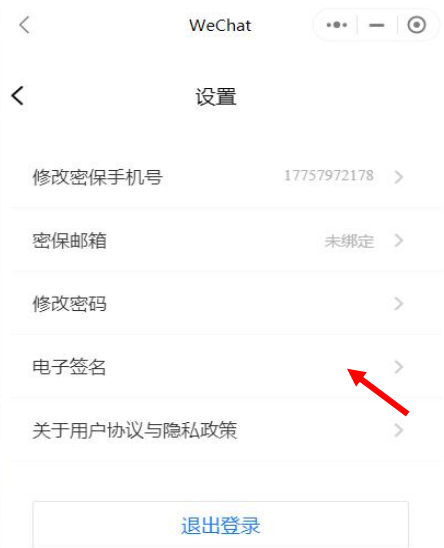 WeChat
设置
修改密保手机号 17757972178
密保邮箱 未绑定
修改密码
电子签名
关于用户协议与隐私政策
退出登录